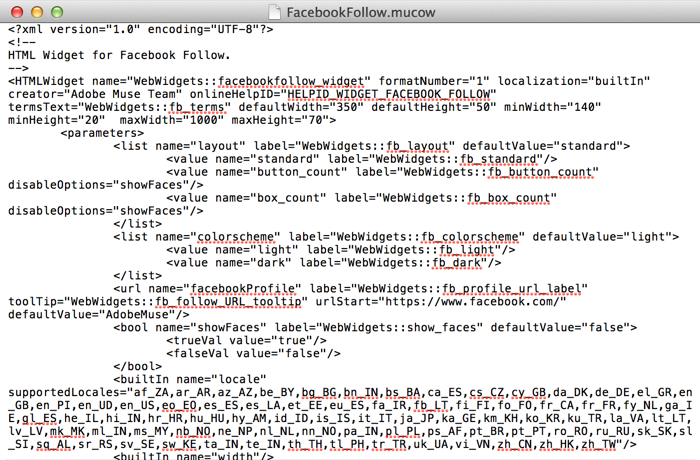 FacebookFollow.mucow
<?xml version="1.0" encoding="UTF-8"?>
<!--
HTML Widget for Facebook Follow.
-->
<HTMLWidget name="WebWidgets::facebookfollow_widget" formatNumber="1" localization="builtIn"
creator="Adobe Muse Team" onlineHelpID="HELPID_WIDGET_FACEBOOK_FOLLOW"
termsText="WebWidgets::fb_terms" defaultWidth="350" defaultHeight="50" minWidth="140"
minHeight="20"  maxWidth="1000" maxHeight="70">
<parameters>
<list name="layout" label="WebWidgets::fb_layout" defaultValue="standard">
<value name="standard" label="WebWidgets::fb_standard"/>
<value name="button_count" label="WebWidgets::fb_button_count"
disableOptions="showFaces"/>
<value name="box_count" label="WebWidgets::fb_box_count"
disableOptions="showFaces"/>
</list>
<list name="colorscheme" label="WebWidgets::fb_colorscheme" defaultValue="light">
<value name="light" label="WebWidgets::fb_light"/>
<value name="dark" label="WebWidgets::fb_dark"/>
</list>
<url name="facebookProfile" label="WebWidgets::fb_profile_url_label"
toolTip="WebWidgets::fb_follow_URL_tooltip" urlStart="https://www.facebook.com/"
defaultValue="AdobeMuse"/>
<bool name="showFaces" label="WebWidgets::show_faces" defaultValue="false">
<trueVal value="true"/>
<falseVal value="false"/>
</bool>
<builtIn name="locale"
supportedLocales="af_ZA,ar_AR,az_AZ,be_BY,bg_BG,bn_IN,bs_BA,ca_ES,cs_CZ,cy_GB,da_DK,de_DE,el_GR,en
_GB,en_PI,en_UD,en_US,eo_EO,es_ES,es_LA,et_EE,eu_ES,fa_IR,fb_LT,fi_FI,fo_FO,fr_CA,fr_FR,fy_NL,ga_I
E,gl_ES,he_IL,hi_IN,hr_HR,hu_HU,hy_AM,id_ID,is_IS,it_IT,ja_JP,ka_GE,km_KH,ko_KR,ku_TR,la_VA,lt_LT,
lv_LV,mk_MK,ml_IN,ms_MY,nb_NO,ne_NP,nl_NL,nn_NO,pa_IN,pl_PL,ps_AF,pt_BR,pt_PT,ro_RO,ru_RU,sk_SK,sl
_SI,sq_AL,sr_RS,sv_SE,sw_KE,ta_IN,te_IN,th_TH,tl_PH,tr_TR,uk_UA,vi_VN,zh_CN,zh_HK,zh_TW"/>
<builtIn name="width"/>